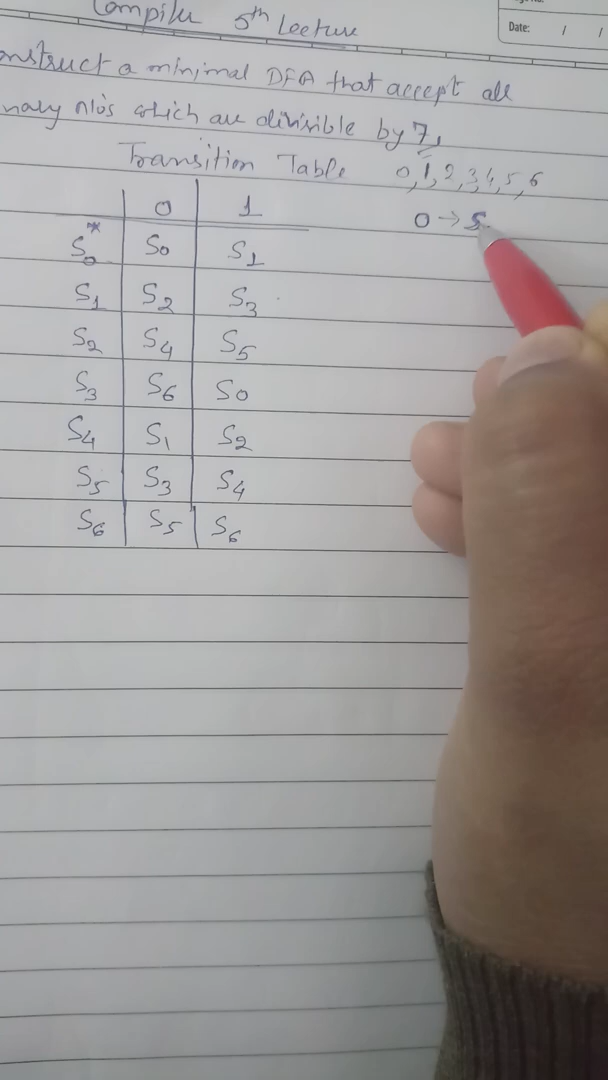 Compiler 5th Lecture
Date: / /
onstruct a minimal DFA that accept all
nary no's which are divisible by 7,
Transition Table 0,1,2,3,4,5,6
0 1 0 → S
S0* S0 S1
S1 S2 S3
S2 S4 S5
S3 S6 S0
S4 S1 S2
S5 S3 S4
S6 S5 S6